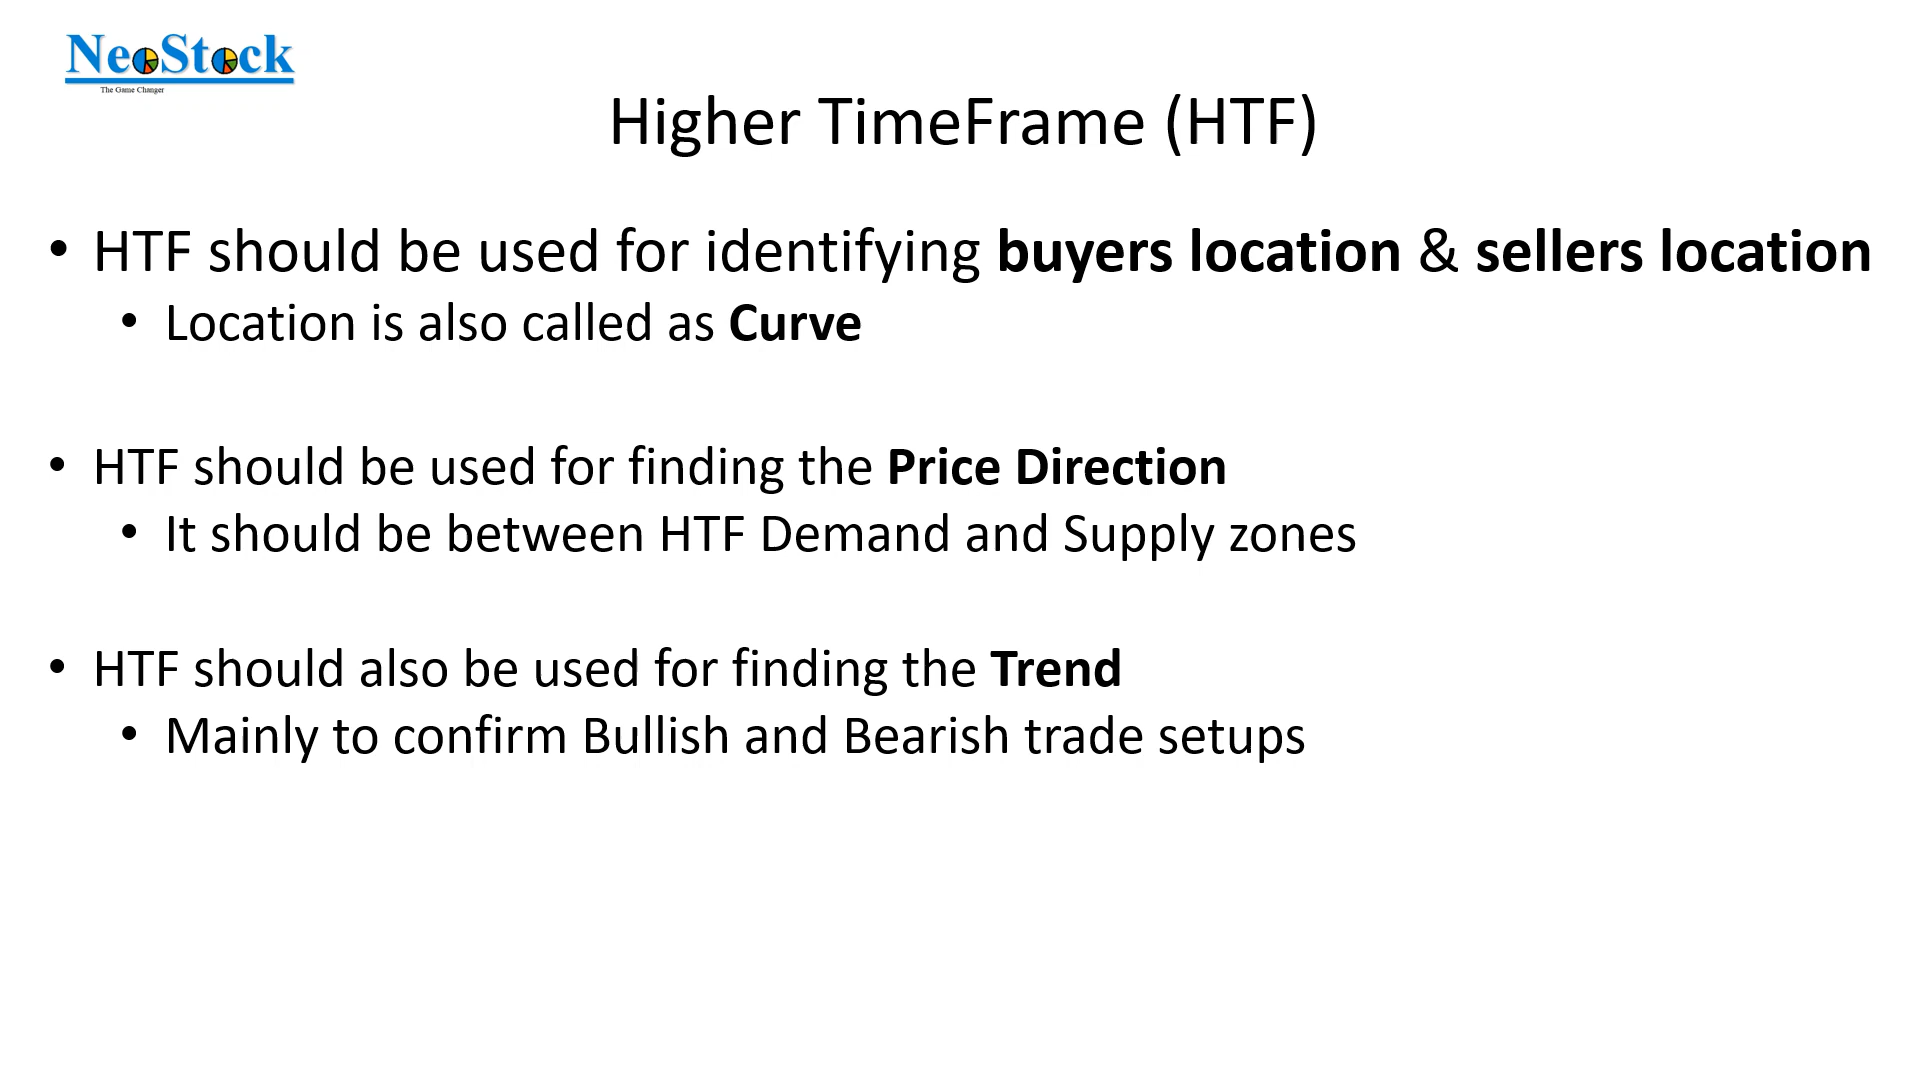 NeoStock
The Game Changer
Higher TimeFrame (HTF)
• HTF should be used for identifying buyers location & sellers location
• Location is also called as Curve
• HTF should be used for finding the Price Direction
• It should be between HTF Demand and Supply zones
• HTF should also be used for finding the Trend
• Mainly to confirm Bullish and Bearish trade setups